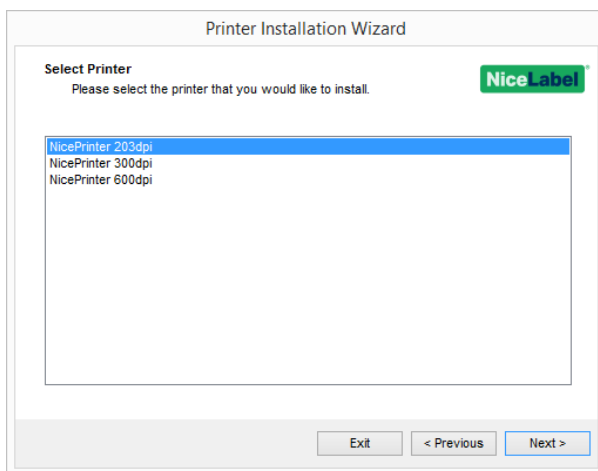 Printer Installation Wizard
Select Printer
Please select the printer that you would like to install.
NiceLabel
NicePrinter 203dpi
NicePrinter 300dpi
NicePrinter 600dpi
Exit
< Previous
Next >